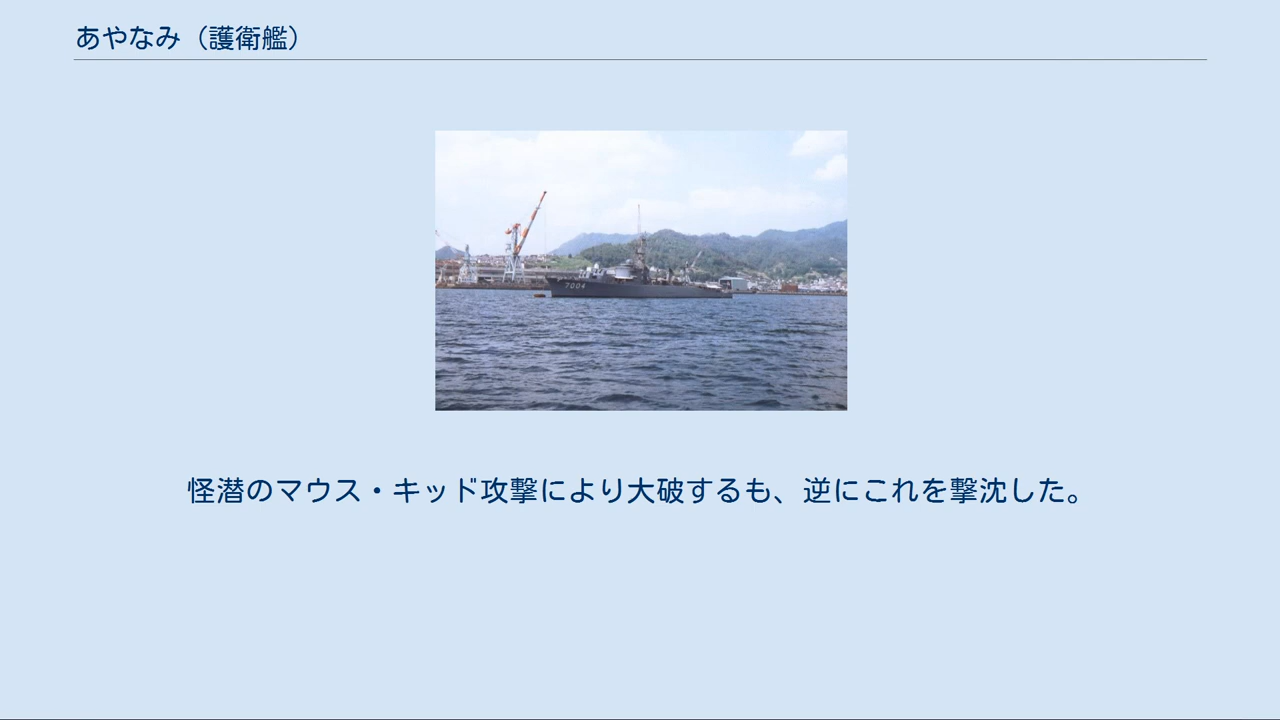 あやなみ（護衛艦）
7004
怪潜のマウス・キッド攻撃により大破するも、逆にこれを撃沈した。